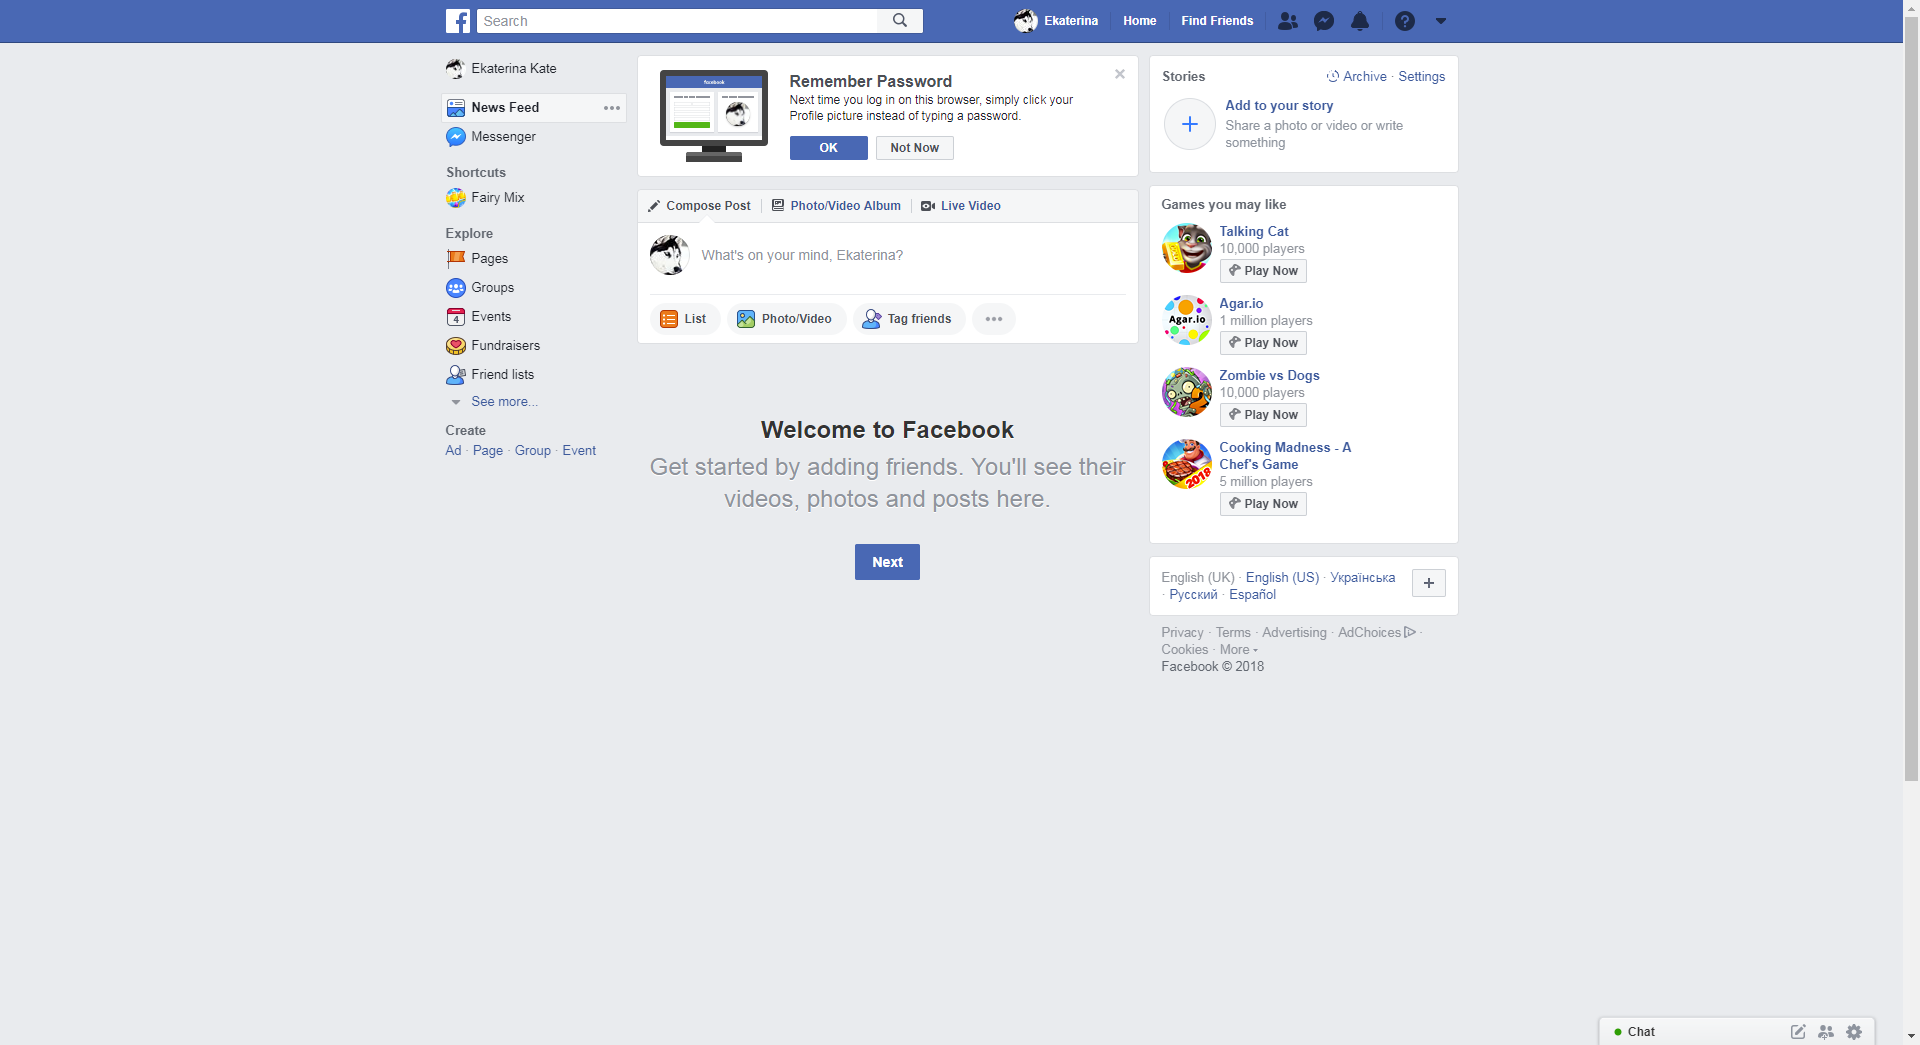 Search
Ekaterina
Home
Find Friends
Ekaterina Kate
News Feed
Messenger
Shortcuts
Fairy Mix
Explore
Pages
Groups
4
Events
Fundraisers
Friend lists
See more...
Create
Ad · Page · Group · Event
facebook
Remember Password
Next time you log in on this browser, simply click your
Profile picture instead of typing a password.
OK
Not Now
Compose Post
Photo/Video Album
Live Video
What's on your mind, Ekaterina?
List
Photo/Video
Tag friends
Welcome to Facebook
Get started by adding friends. You'll see their
videos, photos and posts here.
Next
Stories
Archive · Settings
Add to your story
Share a photo or video or write
something
Games you may like
Talking Cat
10,000 players
Play Now
Agar.io
Agar.io
1 million players
Play Now
Zombie vs Dogs
10,000 players
Play Now
2018
Cooking Madness - A
Chef's Game
5 million players
Play Now
English (UK) · English (US) · Українська
· Русский · Español
Privacy · Terms · Advertising · AdChoices ·
Cookies · More
Facebook © 2018
Chat